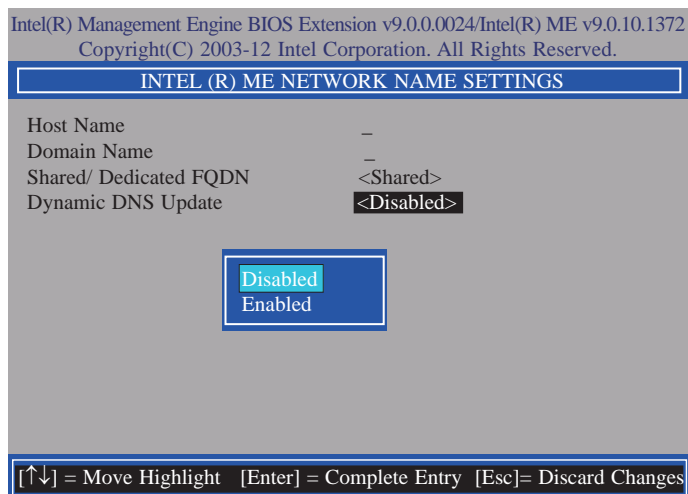 Intel(R) Management Engine BIOS Extension v9.0.0.0024/Intel(R) ME v9.0.10.1372
Copyright(C) 2003-12 Intel Corporation. All Rights Reserved.
INTEL (R) ME NETWORK NAME SETTINGS
Host Name _
Domain Name _
Shared/ Dedicated FQDN <Shared>
Dynamic DNS Update <Disabled>
Disabled
Enabled
[↑↓] = Move Highlight [Enter] = Complete Entry [Esc]= Discard Changes